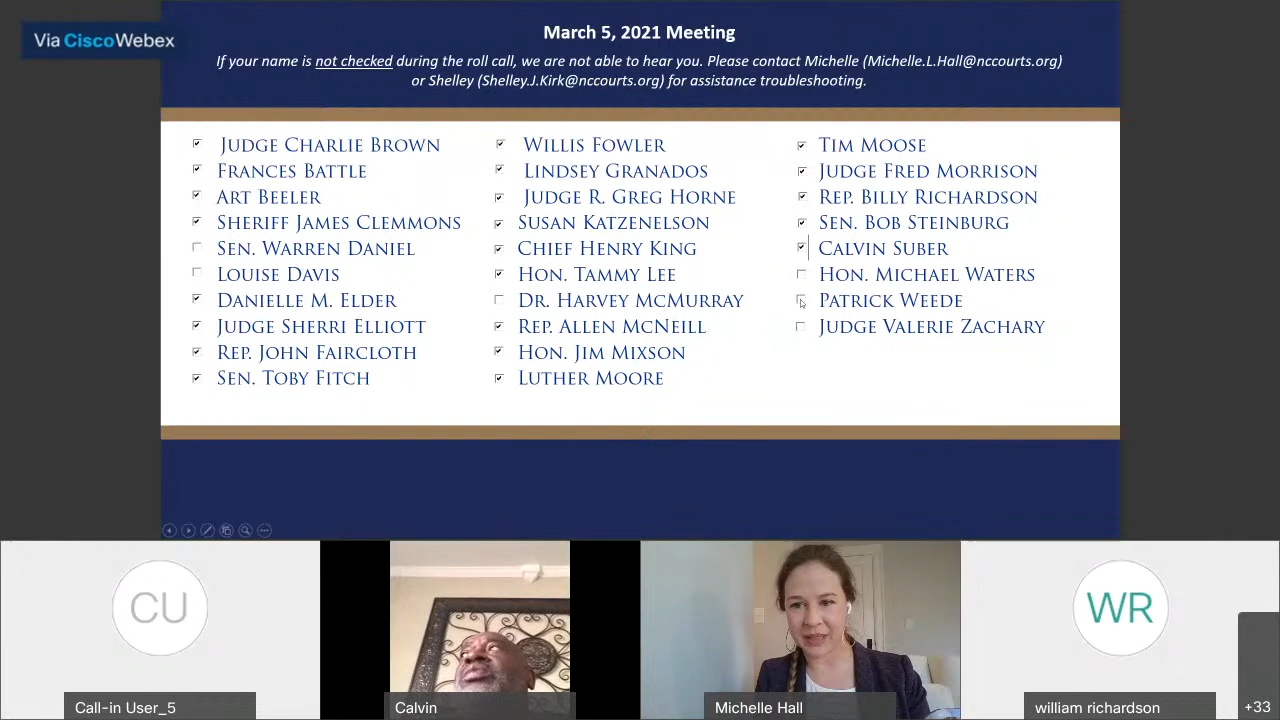 Via Cisco Webex
March 5, 2021 Meeting
If your name is not checked during the roll call, we are not able to hear you. Please contact Michelle (Michelle.L.Hall@nccourts.org)
or Shelley (Shelley.J.Kirk@nccourts.org) for assistance troubleshooting.
Judge Charlie Brown
Frances Battle
Art Beeler
Sheriff James Clemmons
Sen. Warren Daniel
Louise Davis
Danielle M. Elder
Judge Sherri Elliott
Rep. John Faircloth
Sen. Toby Fitch
Willis Fowler
Lindsey Granados
Judge R. Greg Horne
Susan Katzenelson
Chief Henry King
Hon. Tammy Lee
Dr. Harvey McMurray
Rep. Allen McNeill
Hon. Jim Mixson
Luther Moore
Tim Moose
Judge Fred Morrison
Rep. Billy Richardson
Sen. Bob Steinburg
Calvin Suber
Hon. Michael Waters
Patrick Weede
Judge Valerie Zachary
CU
WR
Call-in User_5
Calvin
Michelle Hall
william richardson
+33